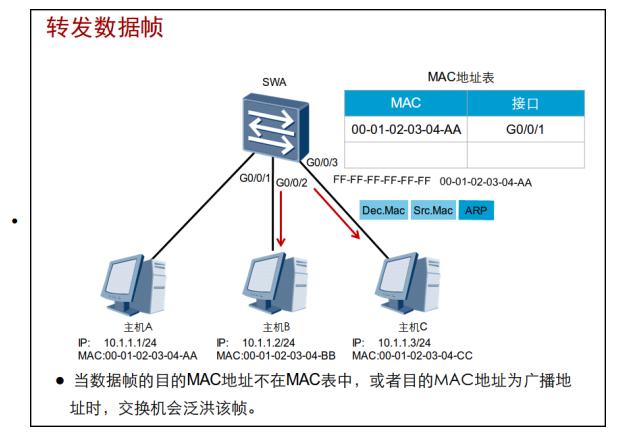 转发数据帧
SWA
MAC地址表
MAC 接口
00-01-02-03-04-AA G0/0/1
G0/0/3
G0/0/1 G0/0/2
FF-FF-FF-FF-FF-FF 00-01-02-03-04-AA
Dec.Mac Src.Mac ARP
主机A 主机B 主机C
IP: 10.1.1.1/24 IP: 10.1.1.2/24 IP: 10.1.1.3/24
MAC:00-01-02-03-04-AA MAC:00-01-02-03-04-BB MAC:00-01-02-03-04-CC
● 当数据帧的目的MAC地址不在MAC表中，或者目的MAC地址为广播地
址时，交换机会泛洪该帧。